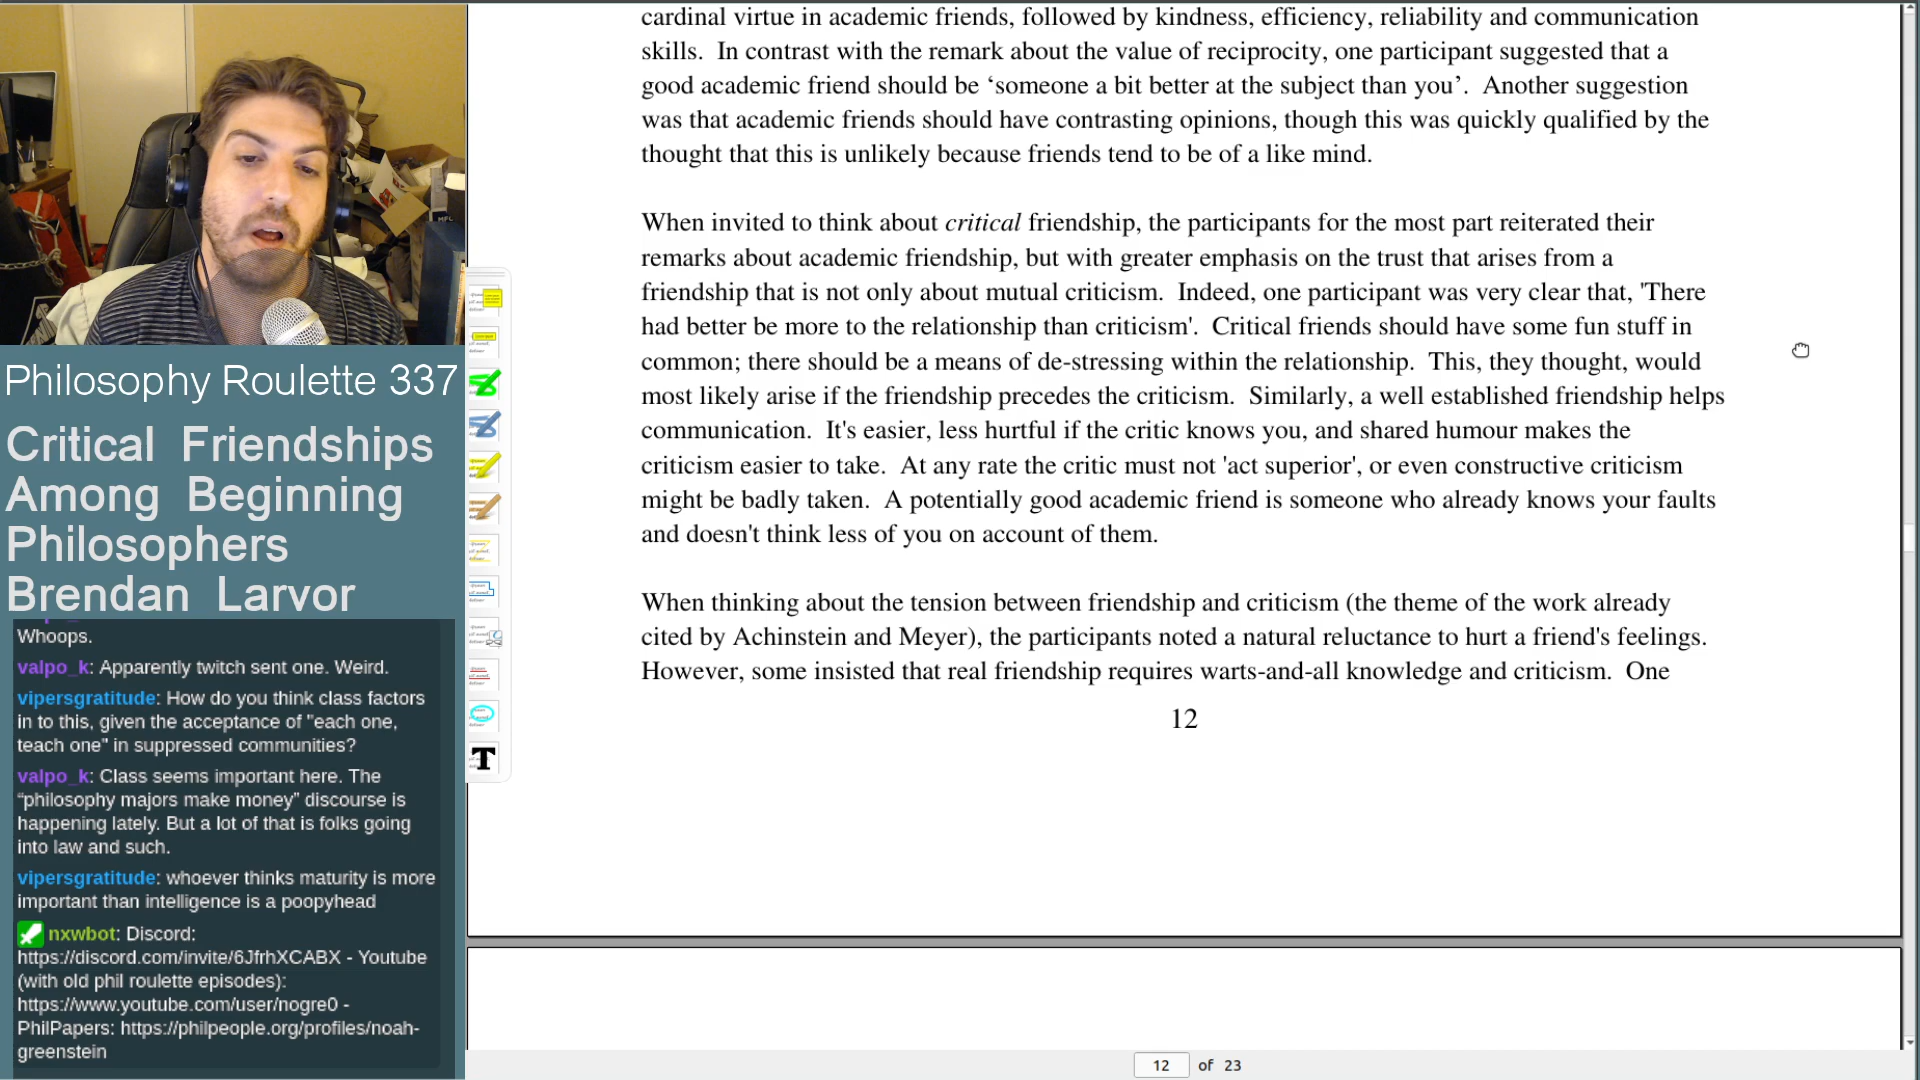 cardinal virtue in academic friends, followed by kindness, efficiency, reliability and communication
skills.  In contrast with the remark about the value of reciprocity, one participant suggested that a
good academic friend should be ‘someone a bit better at the subject than you’.  Another suggestion
was that academic friends should have contrasting opinions, though this was quickly qualified by the
thought that this is unlikely because friends tend to be of a like mind.
When invited to think about critical friendship, the participants for the most part reiterated their
remarks about academic friendship, but with greater emphasis on the trust that arises from a
friendship that is not only about mutual criticism.  Indeed, one participant was very clear that, 'There
had better be more to the relationship than criticism'.  Critical friends should have some fun stuff in
common; there should be a means of de-stressing within the relationship.  This, they thought, would
most likely arise if the friendship precedes the criticism.  Similarly, a well established friendship helps
communication.  It's easier, less hurtful if the critic knows you, and shared humour makes the
criticism easier to take.  At any rate the critic must not 'act superior', or even constructive criticism
might be badly taken.  A potentially good academic friend is someone who already knows your faults
and doesn't think less of you on account of them.
When thinking about the tension between friendship and criticism (the theme of the work already
cited by Achinstein and Meyer), the participants noted a natural reluctance to hurt a friend's feelings.
However, some insisted that real friendship requires warts-and-all knowledge and criticism.  One
12
12 of 23
T
Philosophy Roulette 337
Critical Friendships
Among Beginning
Philosophers
Brendan Larvor
Whoops.
valpo_k: Apparently twitch sent one. Weird.
vipersgratitude: How do you think class factors
in to this, given the acceptance of "each one,
teach one" in suppressed communities?
valpo_k: Class seems important here. The
“philosophy majors make money” discourse is
happening lately. But a lot of that is folks going
into law and such.
vipersgratitude: whoever thinks maturity is more
important than intelligence is a poopyhead
nxwbot: Discord:
https://discord.com/invite/6JfrhXCABX - Youtube
(with old phil roulette episodes):
https://www.youtube.com/user/nogre0 -
PhilPapers: https://philpeople.org/profiles/noah-
greenstein